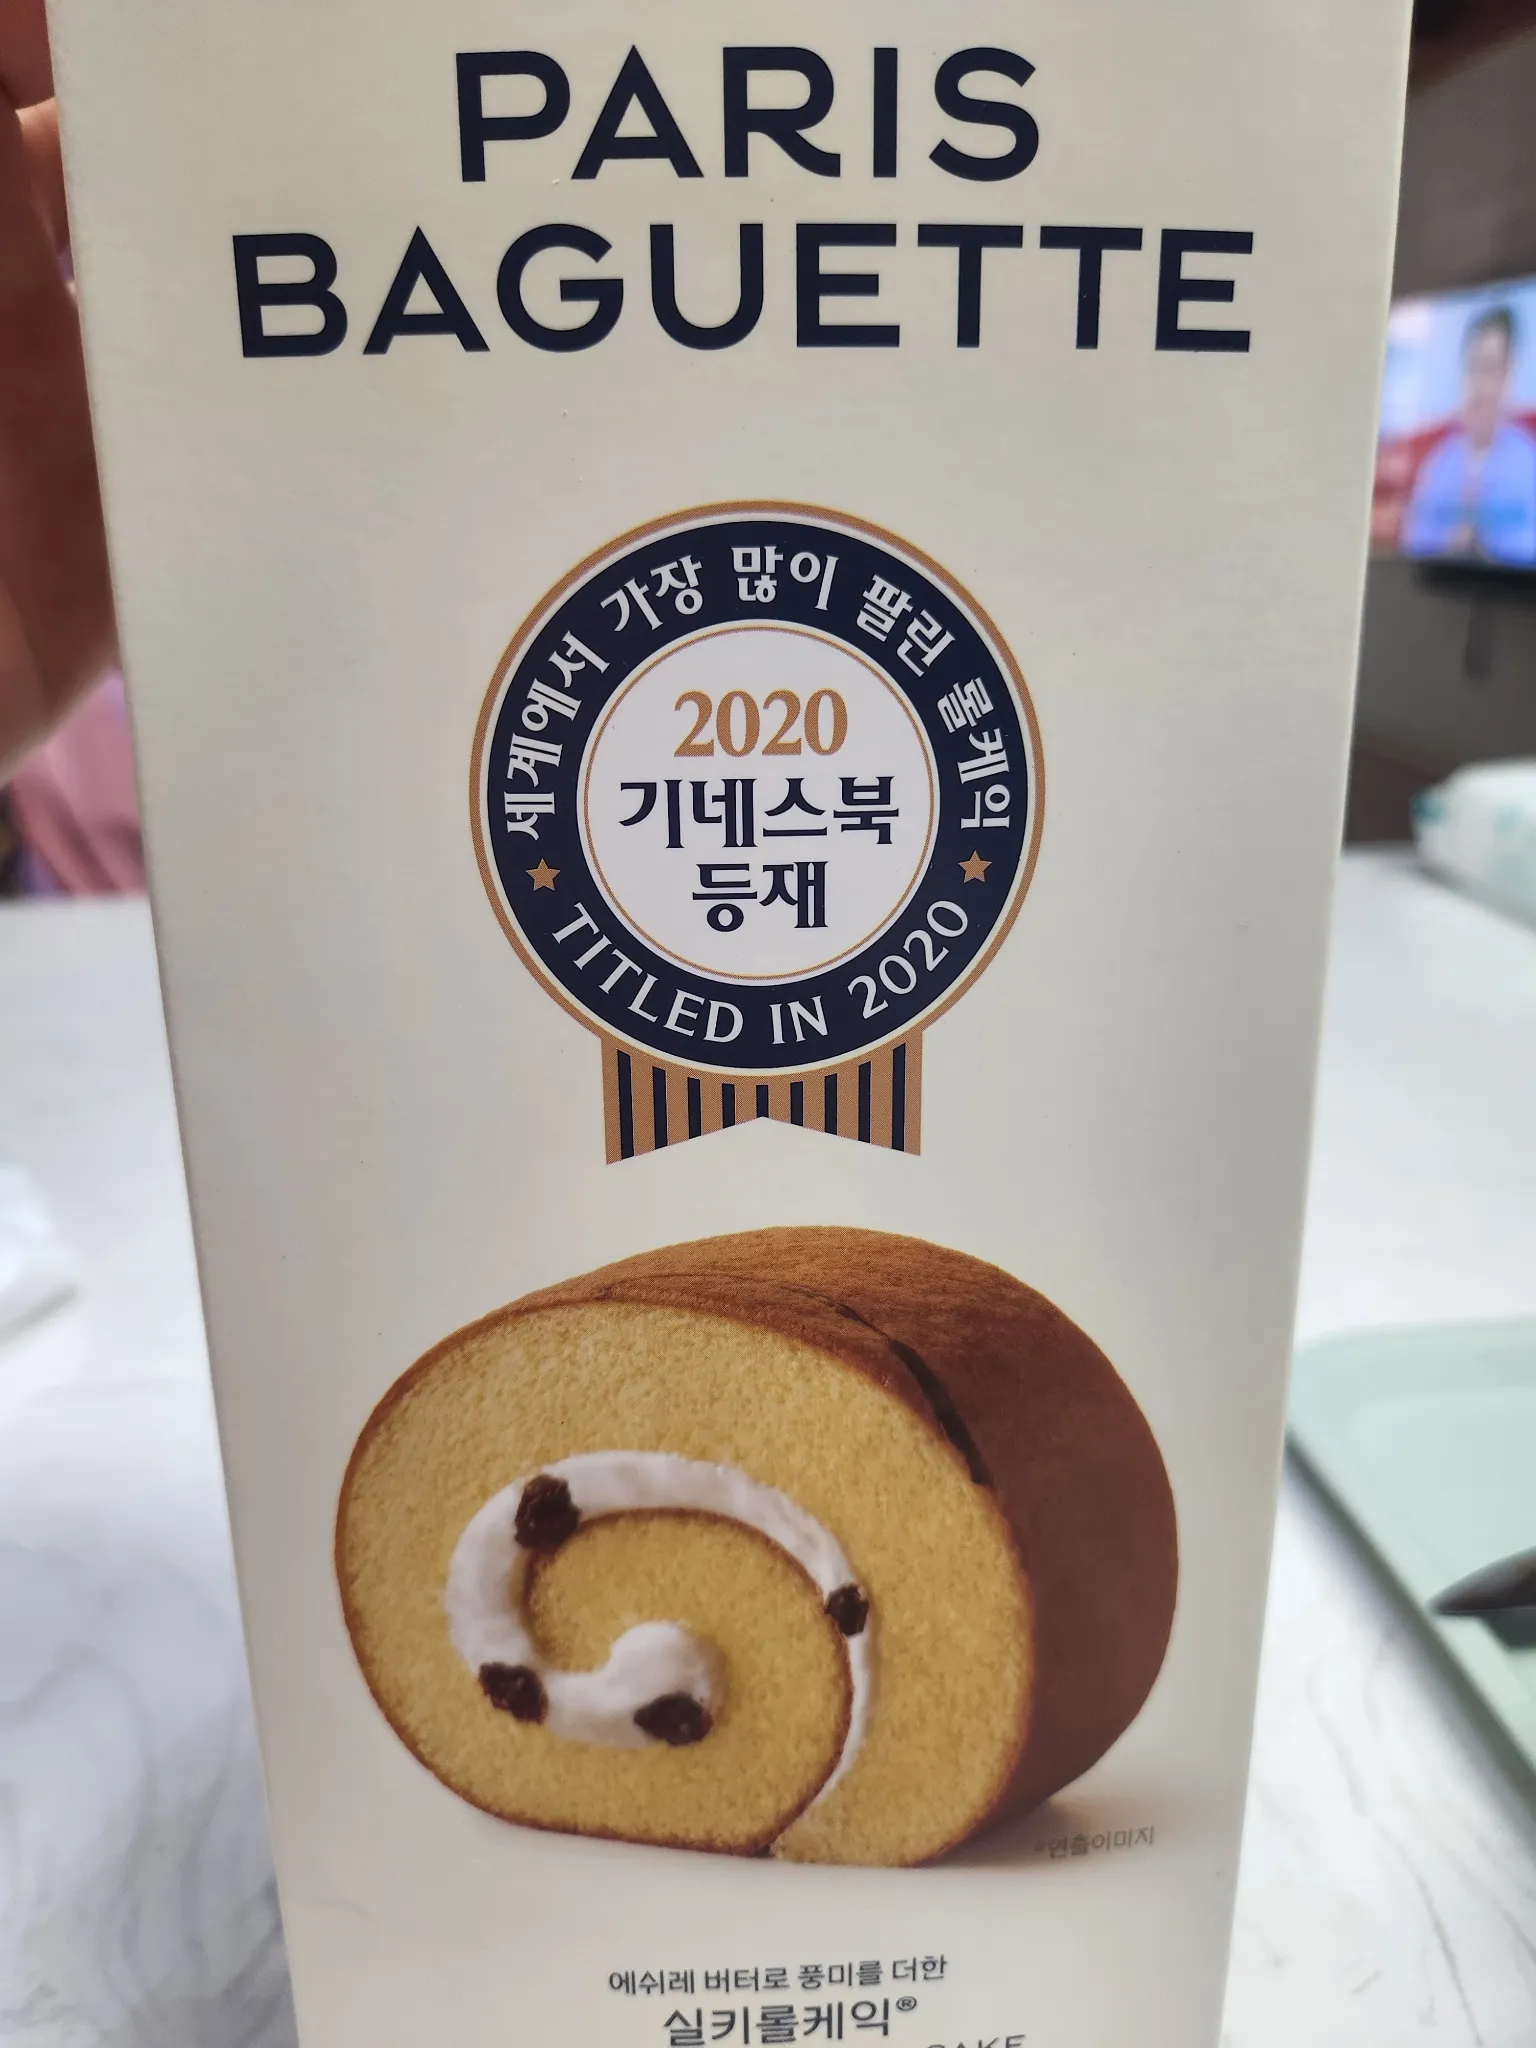 PARIS
BAGUETTE
세계에서 가장 많이 팔린 롤케익
2020
기네스북
등재
TITLED IN 2020
*연출이미지
에쉬레 버터로 풍미를 더한
실키롤케익®
CAKE